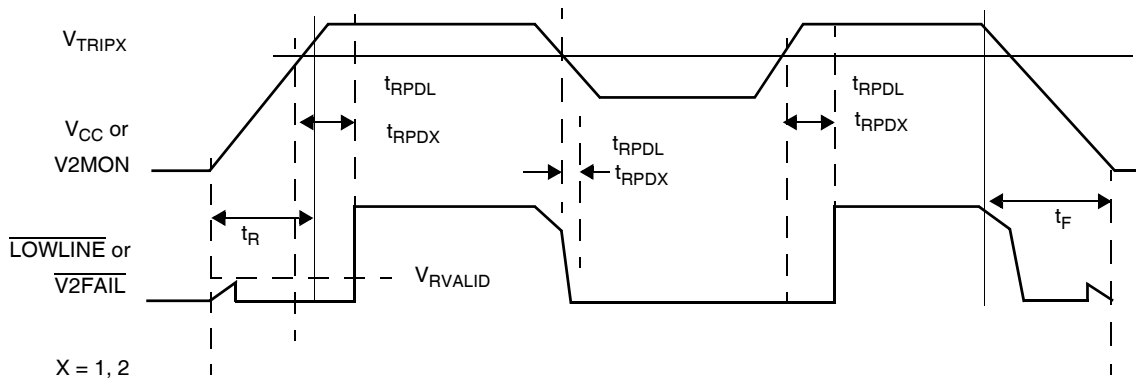 VTRIPX
tRPDL
tRPDL
VCC or
tRPDX
tRPDX
V2MON
tRPDL
tRPDX
tR
tF
LOWLINE or
V2FAIL
VRVALID
X = 1, 2